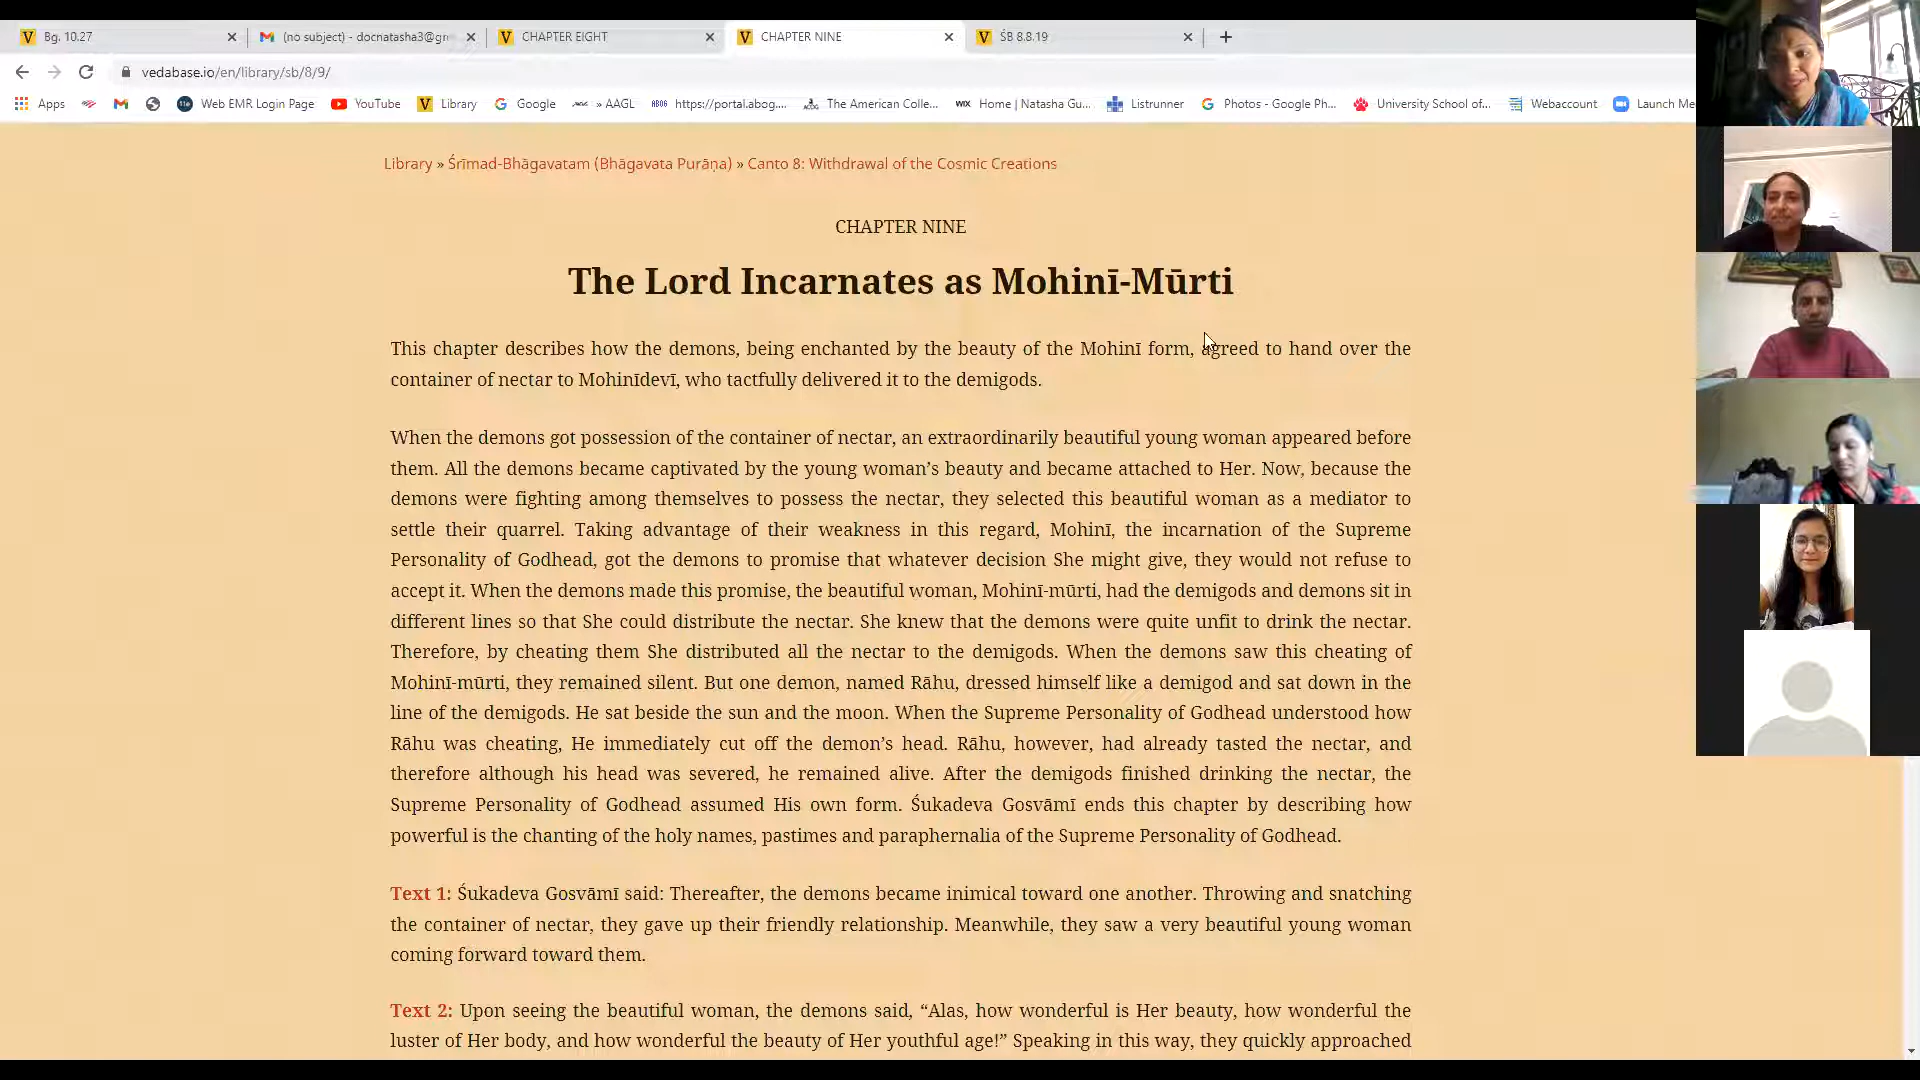 Bg. 10.27
(no subject) - docnatasha3@gr
CHAPTER EIGHT
CHAPTER NINE
ŚB 8.8.19
vedabase.io/en/library/sb/8/9/
Apps
Web EMR Login Page
YouTube
Library
Google
» AAGL
https://portal.abog....
The American Colle...
Home | Natasha Gu...
Listrunner
Photos - Google Ph...
University School of...
Webaccount
Launch Me
Library » Śrīmad-Bhāgavatam (Bhāgavata Purāṇa) » Canto 8: Withdrawal of the Cosmic Creations
CHAPTER NINE
The Lord Incarnates as Mohinī-Mūrti
This chapter describes how the demons, being enchanted by the beauty of the Mohinī form, agreed to hand over the
container of nectar to Mohinīdevī, who tactfully delivered it to the demigods.
When the demons got possession of the container of nectar, an extraordinarily beautiful young woman appeared before
them. All the demons became captivated by the young woman’s beauty and became attached to Her. Now, because the
demons were fighting among themselves to possess the nectar, they selected this beautiful woman as a mediator to
settle their quarrel. Taking advantage of their weakness in this regard, Mohinī, the incarnation of the Supreme
Personality of Godhead, got the demons to promise that whatever decision She might give, they would not refuse to
accept it. When the demons made this promise, the beautiful woman, Mohinī-mūrti, had the demigods and demons sit in
different lines so that She could distribute the nectar. She knew that the demons were quite unfit to drink the nectar.
Therefore, by cheating them She distributed all the nectar to the demigods. When the demons saw this cheating of
Mohinī-mūrti, they remained silent. But one demon, named Rāhu, dressed himself like a demigod and sat down in the
line of the demigods. He sat beside the sun and the moon. When the Supreme Personality of Godhead understood how
Rāhu was cheating, He immediately cut off the demon’s head. Rāhu, however, had already tasted the nectar, and
therefore although his head was severed, he remained alive. After the demigods finished drinking the nectar, the
Supreme Personality of Godhead assumed His own form. Śukadeva Gosvāmī ends this chapter by describing how
powerful is the chanting of the holy names, pastimes and paraphernalia of the Supreme Personality of Godhead.
Text 1: Śukadeva Gosvāmī said: Thereafter, the demons became inimical toward one another. Throwing and snatching
the container of nectar, they gave up their friendly relationship. Meanwhile, they saw a very beautiful young woman
coming forward toward them.
Text 2: Upon seeing the beautiful woman, the demons said, “Alas, how wonderful is Her beauty, how wonderful the
luster of Her body, and how wonderful the beauty of Her youthful age!” Speaking in this way, they quickly approached